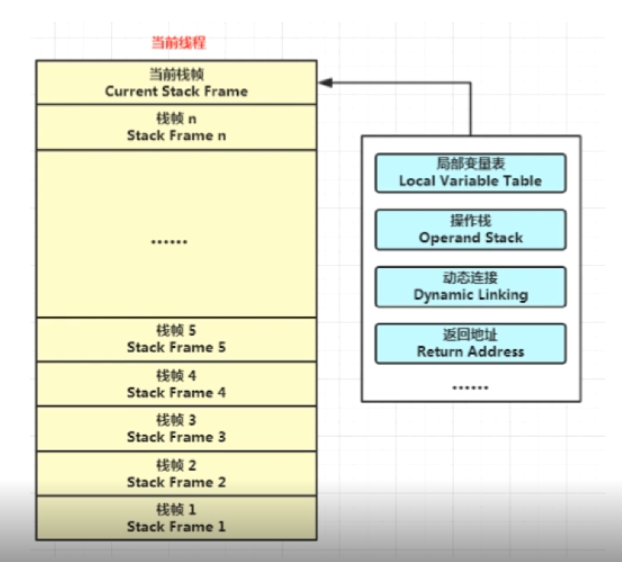 当前线程
当前栈帧
Current Stack Frame
栈帧 n
Stack Frame n
......
栈帧 5
Stack Frame 5
栈帧 4
Stack Frame 4
栈帧 3
Stack Frame 3
栈帧 2
Stack Frame 2
栈帧 1
Stack Frame 1
局部变量表
Local Variable Table
操作栈
Operand Stack
动态连接
Dynamic Linking
返回地址
Return Address
......